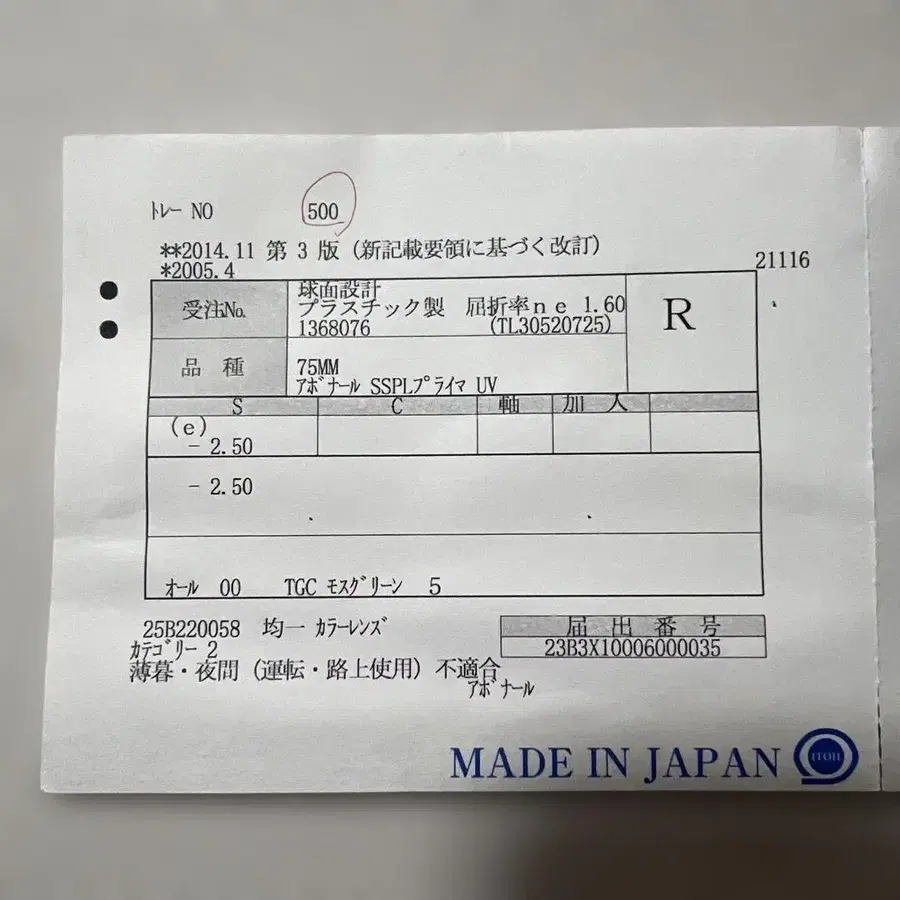 ﾄﾚｰ NO 500
**2014.11 第 3 版 (新記載要領に基づく改訂)
*2005.4
21116
受注No.
球面設計
プラスチック製 屈折率ne 1.60
1368076 (TL30520725)
R
品 種
75MM
ｱﾎﾞﾅｰﾙ SSPLﾌﾟﾗｲﾏ UV
S C 軸 加 入
(e)
- 2.50
- 2.50
ｵｰﾙ 00 TGC ﾓｽｸﾞﾘｰﾝ 5
25B220058 均一 ｶﾗｰﾚﾝｽﾞ
ｶﾃｺﾞﾘｰ 2
薄暮・夜間 (運転・路上使用) 不適合
ｱﾎﾞﾅｰﾙ
届 出 番 号
23B3X10006000035
MADE IN JAPAN
ITOH